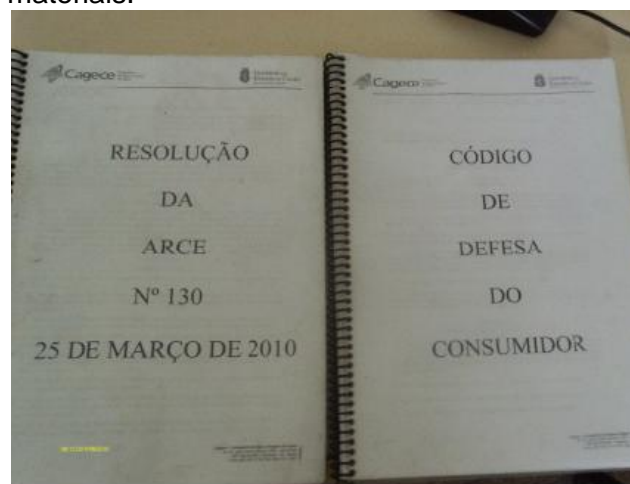 materiais.
Cagece
RESOLUÇÃO
DA
ARCE
Nº 130
25 DE MARÇO DE 2010
Cagece
CÓDIGO
DE
DEFESA
DO
CONSUMIDOR